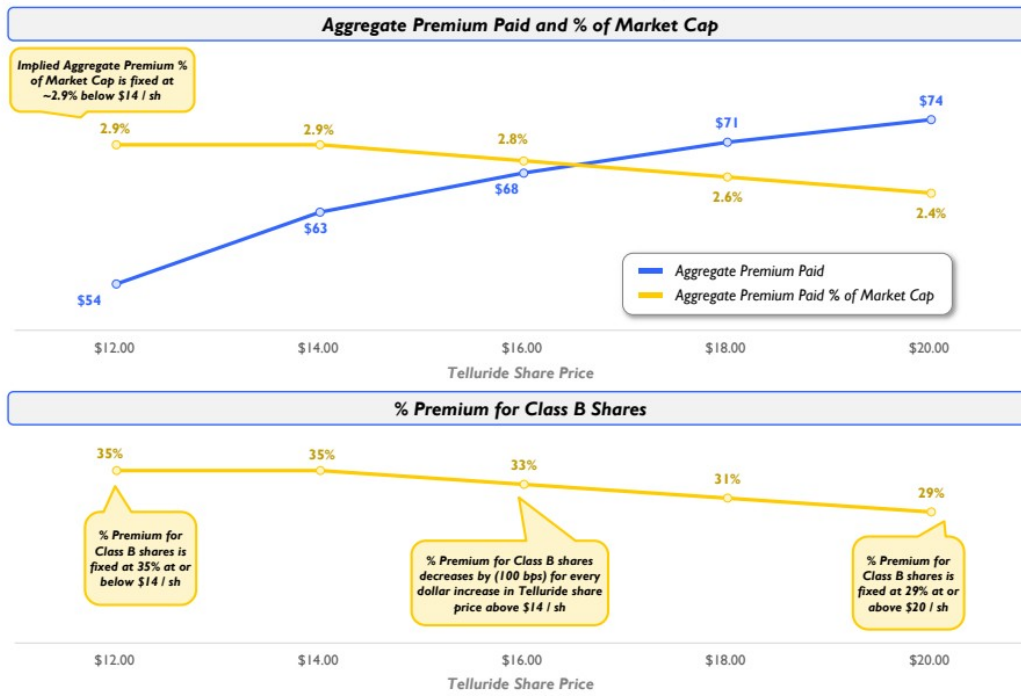 Aggregate Premium Paid and % of Market Cap
Implied Aggregate Premium %
of Market Cap is fixed at
~2.9% below $14 / sh
2.9%
2.9%
2.8%
$71
$74
$54
$63
$68
2.6%
2.4%
Aggregate Premium Paid
Aggregate Premium Paid % of Market Cap
$12.00
$14.00
$16.00
$18.00
$20.00
Telluride Share Price
% Premium for Class B Shares
35%
35%
33%
31%
29%
% Premium for
Class B shares is
fixed at 35% at or
below $14 / sh
% Premium for Class B shares
decreases by (100 bps) for every
dollar increase in Telluride share
price above $14 / sh
% Premium for
Class B shares is
fixed at 29% at or
above $20 / sh
$12.00
$14.00
$16.00
$18.00
$20.00
Telluride Share Price